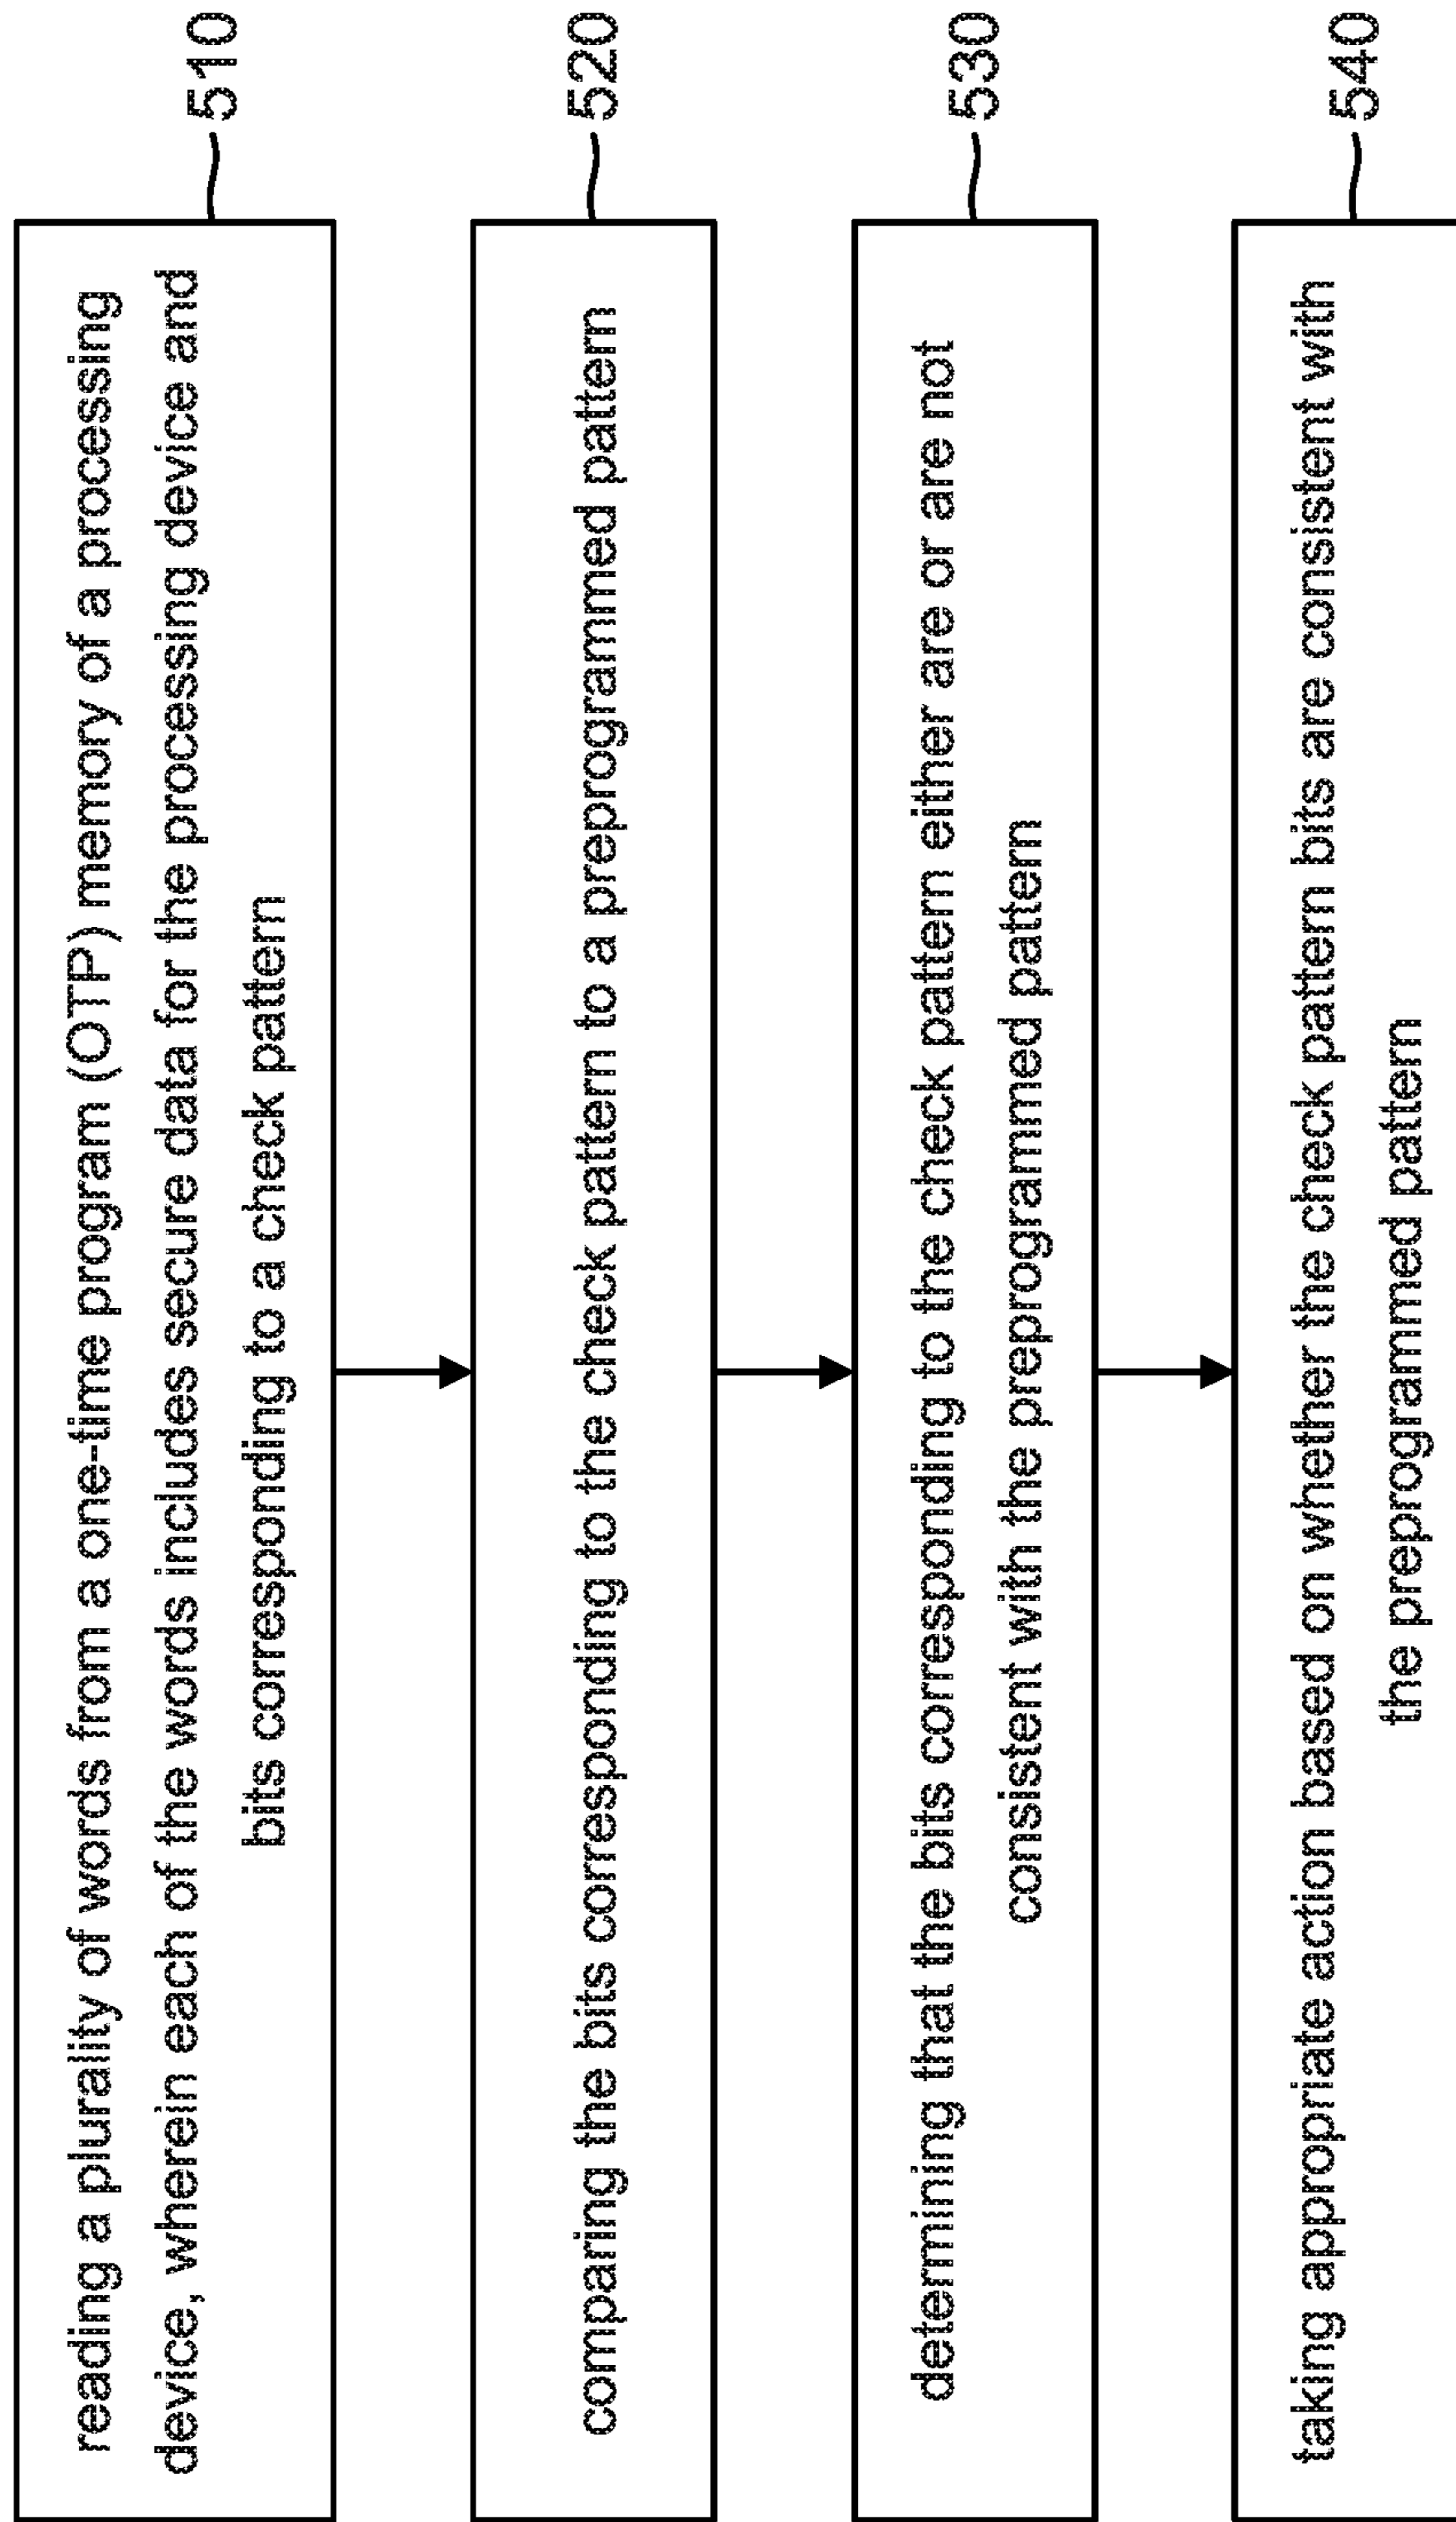 reading a plurality of words from a one-time program (OTP) memory of a processing
device, wherein each of the words includes secure data for the processing device and
bits corresponding to a check pattern
510
comparing the bits corresponding to the check pattern to a preprogrammed pattern
520
determining that the bits corresponding to the check pattern either are or are not
consistent with the preprogrammed pattern
530
taking appropriate action based on whether the check pattern bits are consistent with
the preprogrammed pattern
540